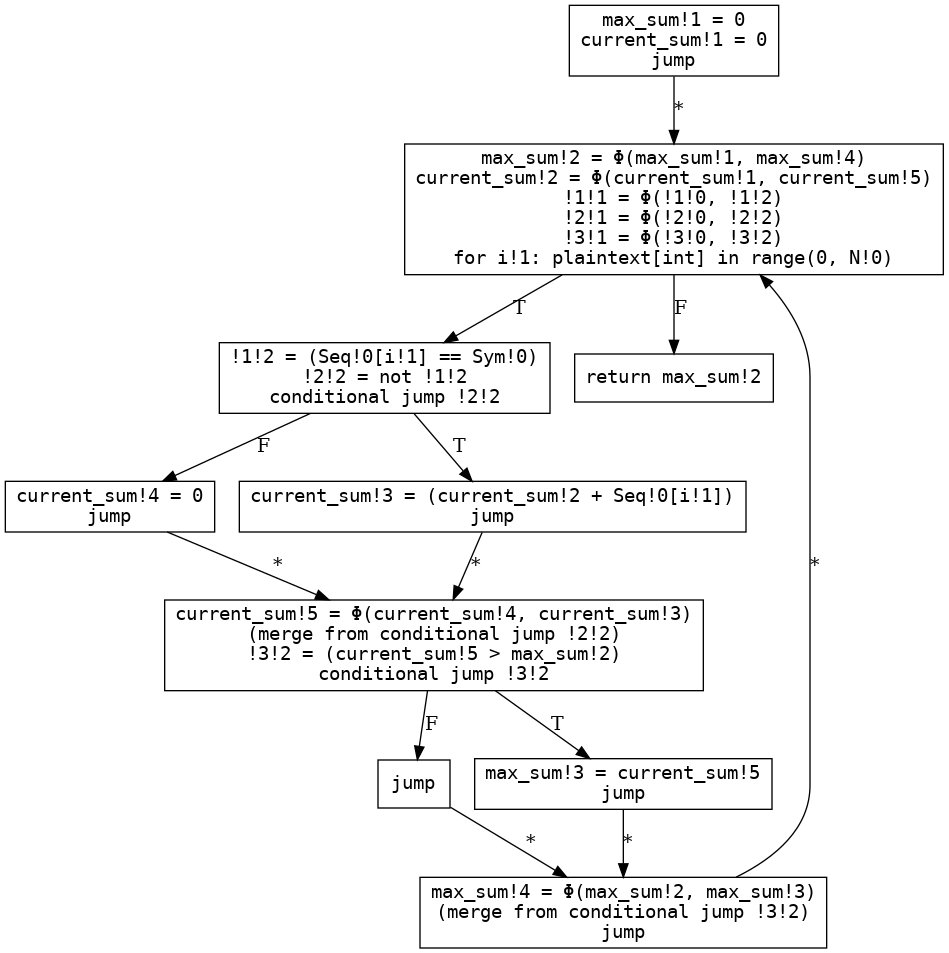 max_sum!1 = 0
current_sum!1 = 0
jump
*
max_sum!2 = Φ(max_sum!1, max_sum!4)
current_sum!2 = Φ(current_sum!1, current_sum!5)
!1!1 = Φ(!1!0, !1!2)
!2!1 = Φ(!2!0, !2!2)
!3!1 = Φ(!3!0, !3!2)
for i!1: plaintext[int] in range(0, N!0)
T
F
!1!2 = (Seq!0[i!1] == Sym!0)
!2!2 = not !1!2
conditional jump !2!2
return max_sum!2
F
T
current_sum!4 = 0
jump
current_sum!3 = (current_sum!2 + Seq!0[i!1])
jump
*
*
*
current_sum!5 = Φ(current_sum!4, current_sum!3)
(merge from conditional jump !2!2)
!3!2 = (current_sum!5 > max_sum!2)
conditional jump !3!2
F
T
jump
max_sum!3 = current_sum!5
jump
*
*
max_sum!4 = Φ(max_sum!2, max_sum!3)
(merge from conditional jump !3!2)
jump